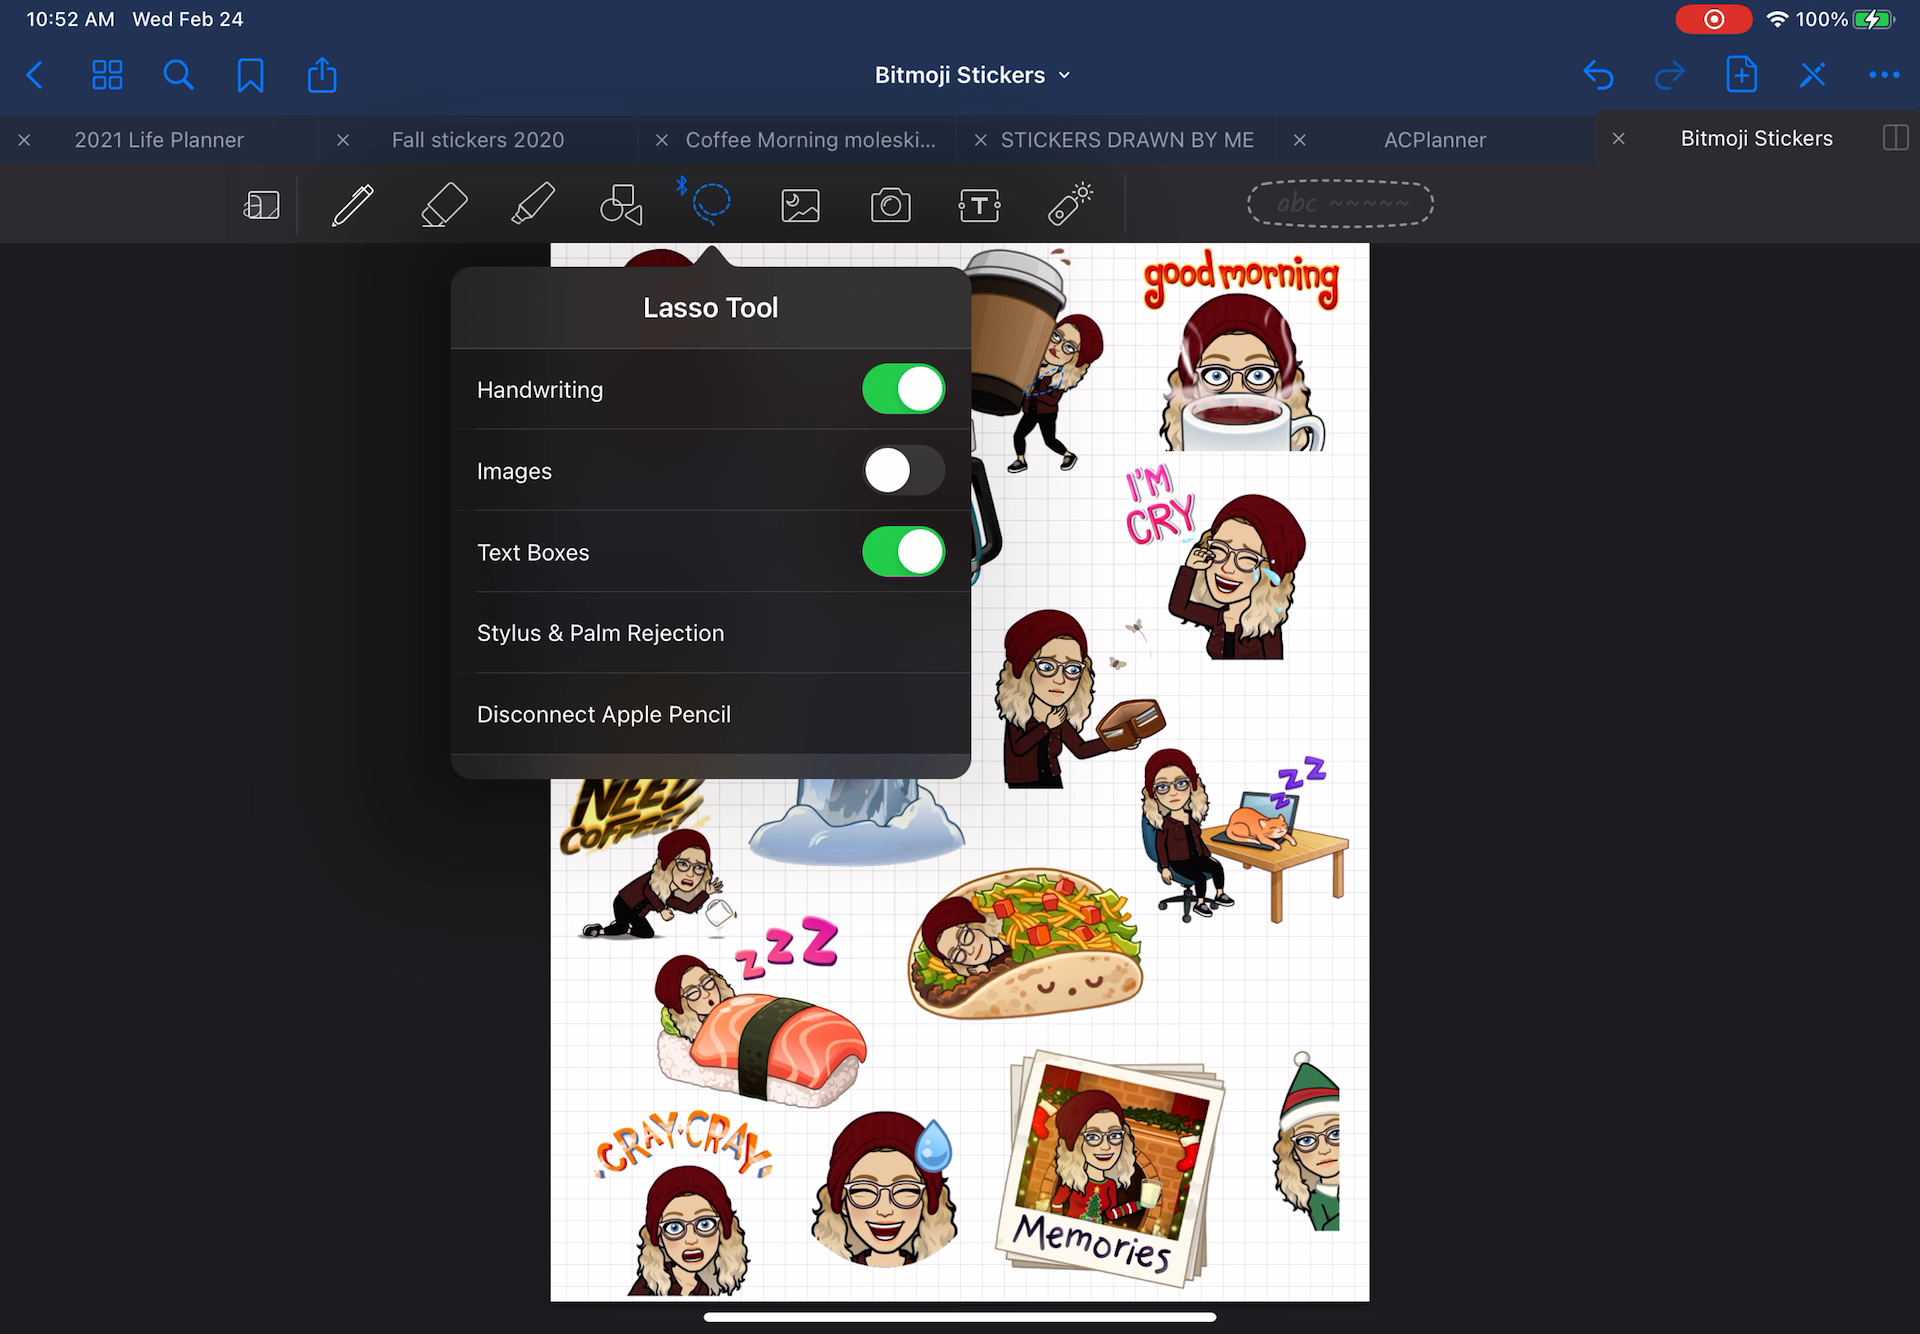 10:52 AM Wed Feb 24
100%
Bitmoji Stickers
2021 Life Planner
Fall stickers 2020
Coffee Morning moleski...
STICKERS DRAWN BY ME
ACPlanner
Bitmoji Stickers
abc
Lasso Tool
Handwriting
Images
Text Boxes
Stylus & Palm Rejection
Disconnect Apple Pencil
good morning
I'M
CRY
zzz
NEED
COFFEE!
zzz
CRAY CRAY
Memories